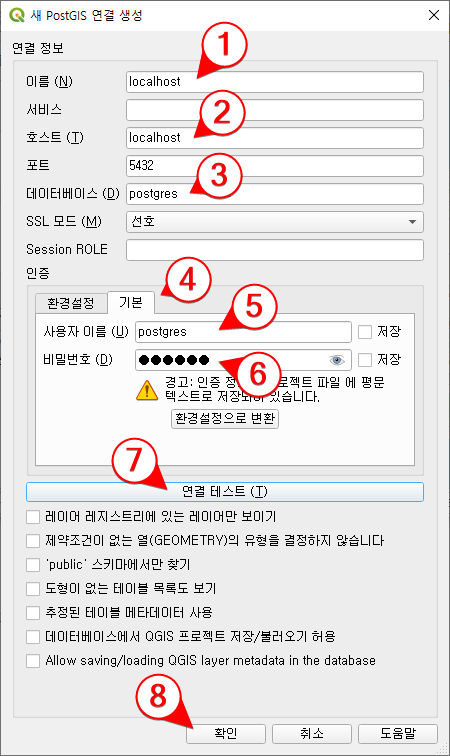 새 PostGIS 연결 생성
연결 정보
1
이름 (N) localhost
서비스
2
호스트 (T) localhost
포트 5432
3
데이터베이스 (D) postgres
SSL 모드 (M) 선호
Session ROLE
인증
4
환경설정 기본
5
사용자 이름 (U) postgres 저장
비밀번호 (D) ●●●●●● 저장
6
경고: 인증 프로젝트 파일 에 평문
텍스트로 저장되어 있습니다.
환경설정으로 변환
7
연결 테스트 (T)
레이어 레지스트리에 있는 레이어만 보이기
제약조건이 없는 열(GEOMETRY)의 유형을 결정하지 않습니다
'public' 스키마에서만 찾기
도형이 없는 테이블 목록도 보기
추정된 테이블 메타데이터 사용
데이터베이스에서 QGIS 프로젝트 저장/불러오기 허용
Allow saving/loading QGIS layer metadata in the database
8
확인 취소 도움말